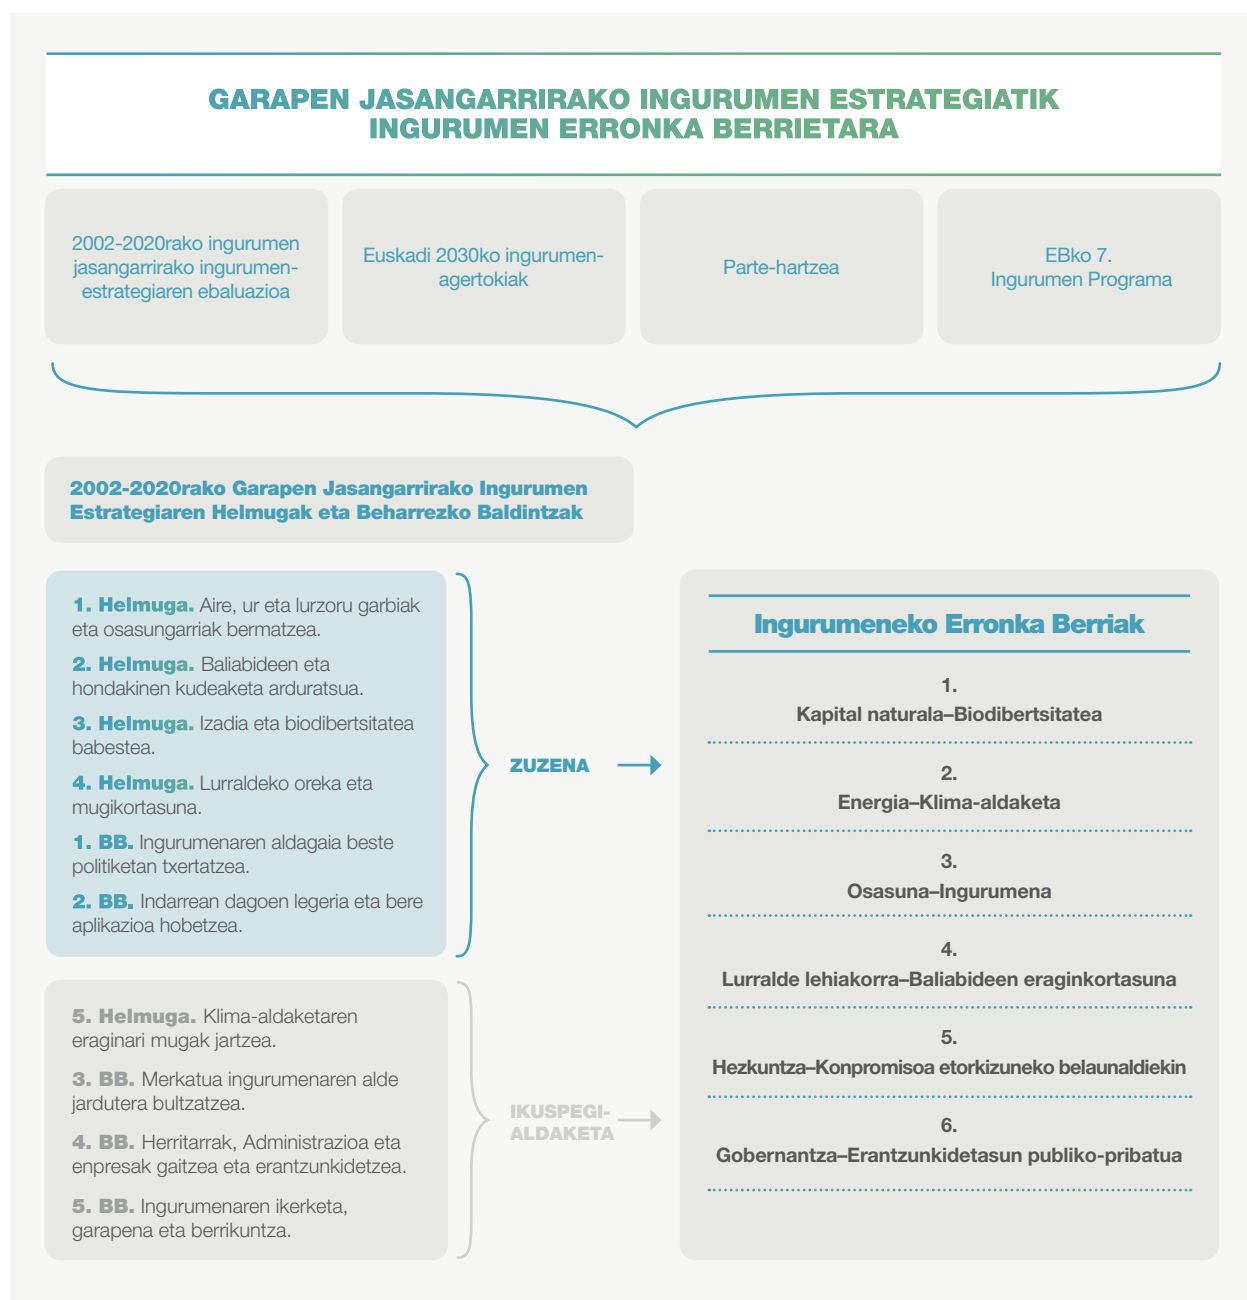 GARAPEN JASANGARRIRAKO INGURUMEN ESTRATEGIATIK
INGURUMEN ERRONKA BERRIETARA
2002-2020rako ingurumen
jasangarrirako ingurumen-
estrategiaren ebaluazioa
Euskadi 2030ko ingurumen-
agertokiak
Parte-hartzea
EBko 7.
Ingurumen Programa
2002-2020rako Garapen Jasangarrirako Ingurumen
Estrategiaren Helmugak eta Beharrezko Baldintzak
1. Helmuga. Aire, ur eta lurzoru garbiak
eta osasungarriak bermatzea.
2. Helmuga. Baliabideen eta
hondakinen kudeaketa arduratsua.
3. Helmuga. Izadia eta biodibertsitatea
babestea.
4. Helmuga. Lurraldeko oreka eta
mugikortasuna.
1. BB. Ingurumenaren aldagaia beste
politiketan txertatzea.
2. BB. Indarrean dagoen legeria eta bere
aplikazioa hobetzea.
ZUZENA
5. Helmuga. Klima-aldaketaren
eraginari mugak jartzea.
3. BB. Merkatua ingurumenaren alde
jardutera bultzatzea.
4. BB. Herritarrak, Administrazioa eta
enpresak gaitzea eta erantzunkidetzea.
5. BB. Ingurumenaren ikerketa,
garapena eta berrikuntza.
IKUSPEGI-
ALDAKETA
Ingurumeneko Erronka Berriak
1.
Kapital naturala–Biodibertsitatea
2.
Energia–Klima-aldaketa
3.
Osasuna–Ingurumena
4.
Lurralde lehiakorra–Baliabideen eraginkortasuna
5.
Hezkuntza–Konpromisoa etorkizuneko belaunaldiekin
6.
Gobernantza–Erantzunkidetasun publiko-pribatua